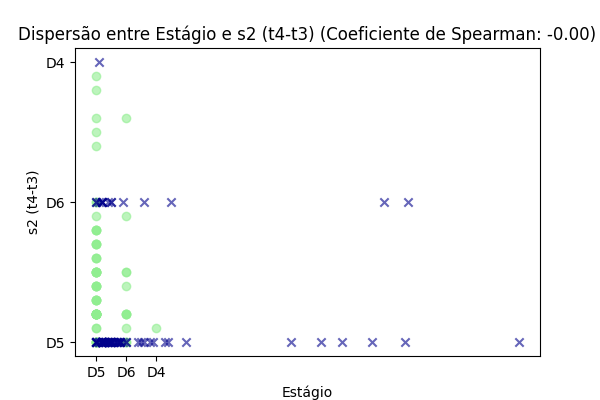 Dispersão entre Estágio e s2 (t4-t3) (Coeficiente de Spearman: -0.00)
D4
D6
D5
s2 (t4-t3)
D5 D6 D4
Estágio